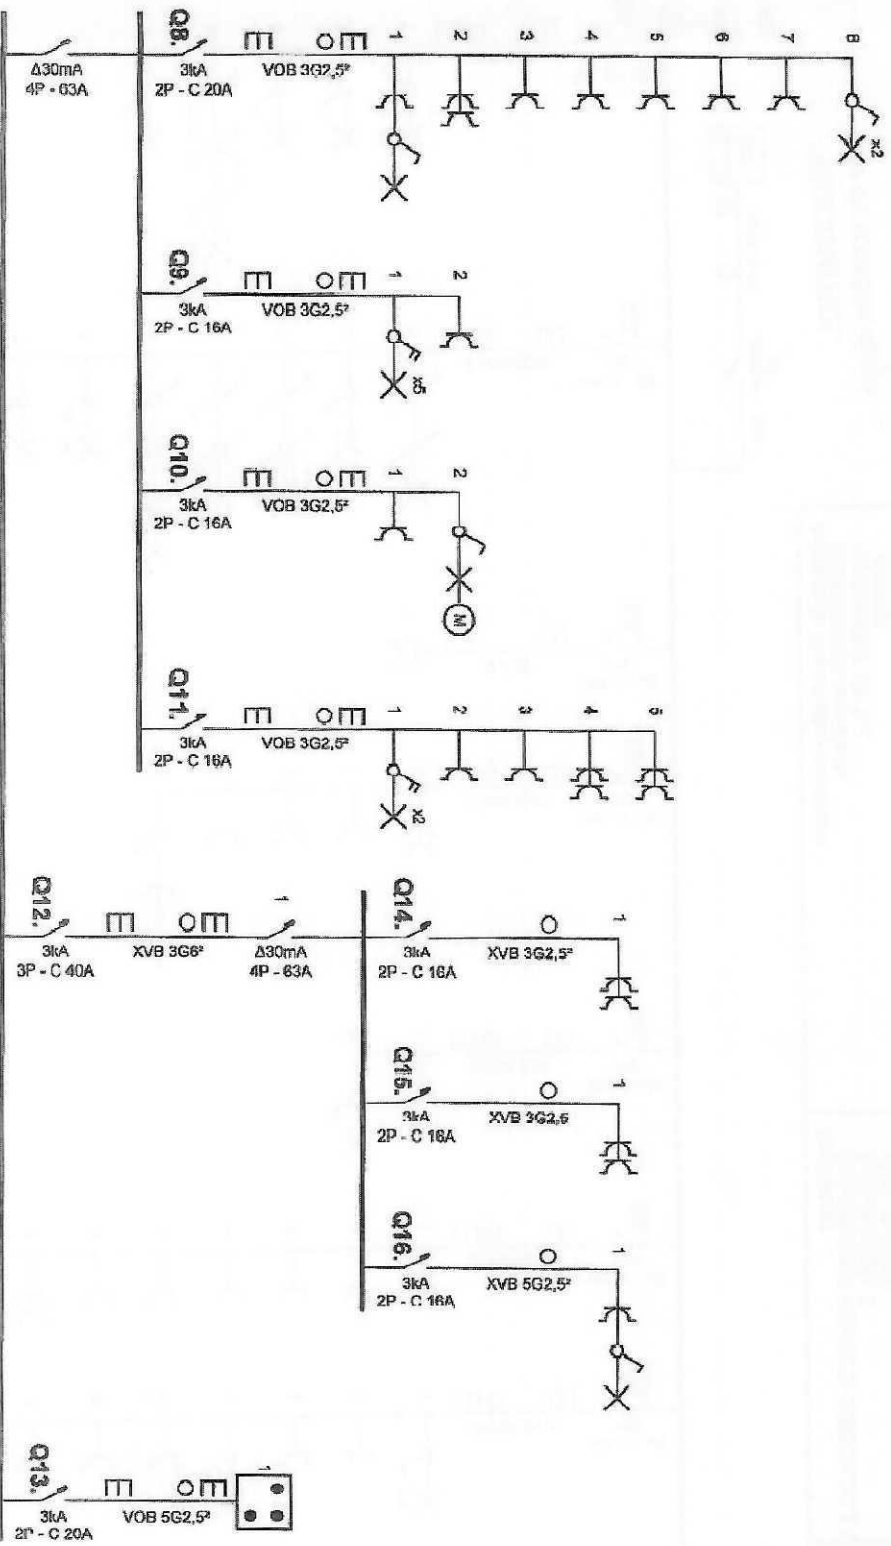 Δ30mA
4P - 63A
Q8.
3kA
2P - C 20A
VOB 3G2,5²
1
2
3
4
5
6
7
8
x2
Q9.
3kA
2P - C 16A
VOB 3G2,5²
1
2
x5
Q10.
3kA
2P - C 16A
VOB 3G2,5²
1
2
M
Q11.
3kA
2P - C 16A
VOB 3G2,5²
1
2
3
4
5
x2
Q12.
3kA
3P - C 40A
XVB 3G6²
1
Δ30mA
4P - 63A
Q14.
3kA
2P - C 16A
XVB 3G2,5²
1
Q15.
3kA
2P - C 16A
XVB 3G2,5
1
Q16.
3kA
2P - C 16A
XVB 5G2,5²
1
Q13.
3kA
2P - C 20A
VOB 5G2,5²
1